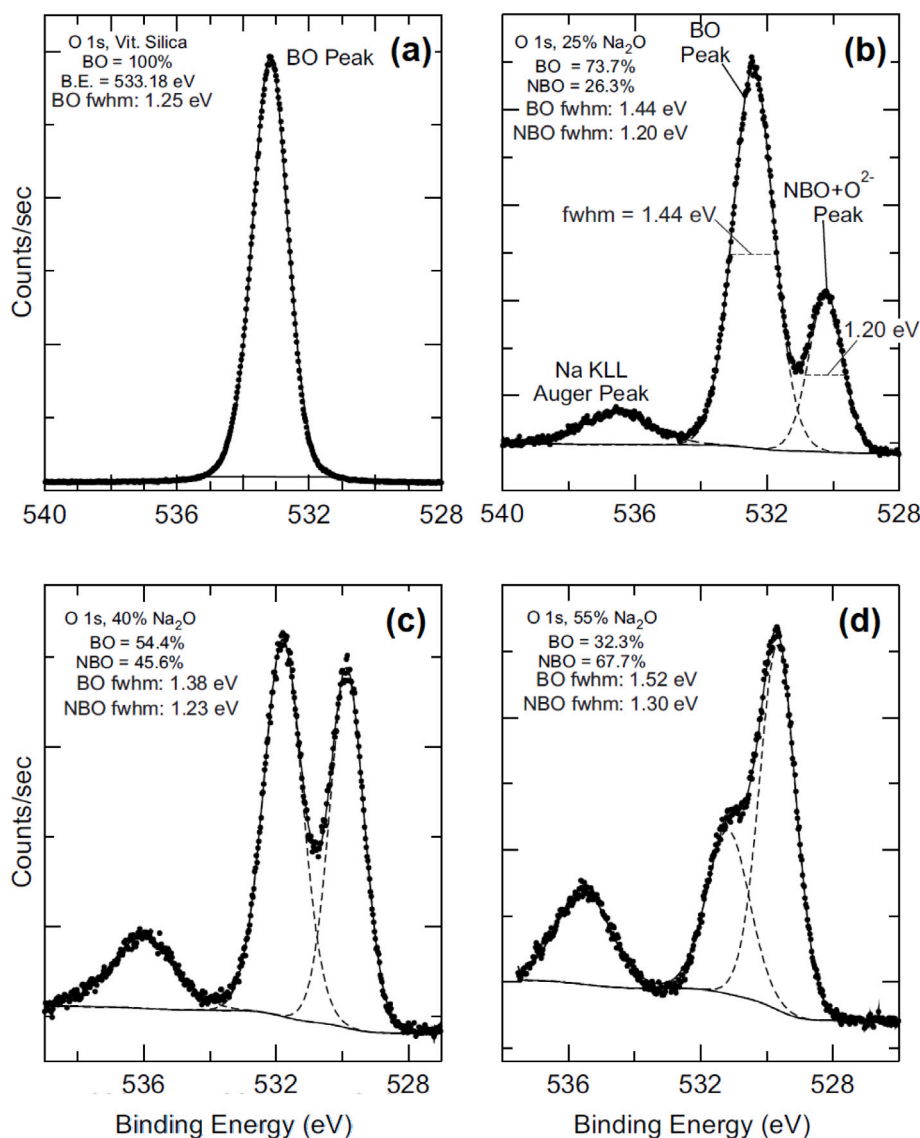 (a)
O 1s, Vit. Silica
BO = 100%
B.E. = 533.18 eV
BO fwhm: 1.25 eV
BO Peak
Counts/sec
540 536 532 528
(b)
O 1s, 25% Na₂O
BO = 73.7%
NBO = 26.3%
BO fwhm: 1.44 eV
NBO fwhm: 1.20 eV
BO
Peak
NBO+O²⁻
Peak
fwhm = 1.44 eV
1.20 eV
Na KLL
Auger Peak
540 536 532 528
(c)
O 1s, 40% Na₂O
BO = 54.4%
NBO = 45.6%
BO fwhm: 1.38 eV
NBO fwhm: 1.23 eV
Counts/sec
536 532 528
Binding Energy (eV)
(d)
O 1s, 55% Na₂O
BO = 32.3%
NBO = 67.7%
BO fwhm: 1.52 eV
NBO fwhm: 1.30 eV
536 532 528
Binding Energy (eV)